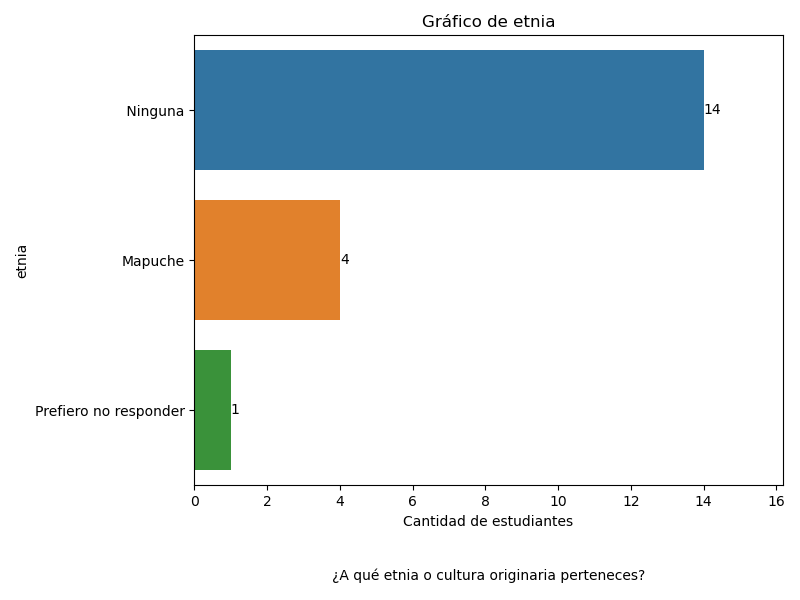 Gráfico de etnia
Ninguna
14
Mapuche
4
Prefiero no responder
1
etnia
0 2 4 6 8 10 12 14 16
Cantidad de estudiantes
¿A qué etnia o cultura originaria perteneces?